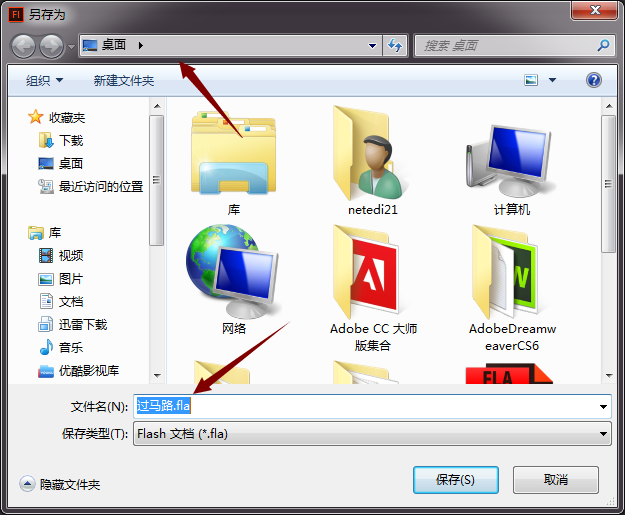 Fl 另存为
桌面
搜索 桌面
组织
新建文件夹
收藏夹
下载
桌面
最近访问的位置
库
视频
图片
文档
迅雷下载
音乐
优酷影视库
库
netedi21
计算机
网络
Adobe CC 大师
版集合
AdobeDreamw
eaverCS6
FLA
文件名(N):
过马路.fla
保存类型(T):
Flash 文档 (*.fla)
隐藏文件夹
保存(S)
取消